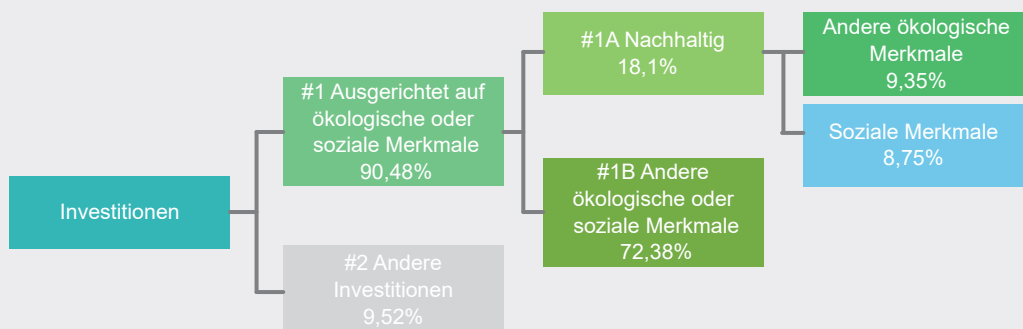 Investitionen
#1 Ausgerichtet auf
ökologische oder
soziale Merkmale
90,48%
#2 Andere
Investitionen
9,52%
#1A Nachhaltig
18,1%
#1B Andere
ökologische oder
soziale Merkmale
72,38%
Andere ökologische
Merkmale
9,35%
Soziale Merkmale
8,75%